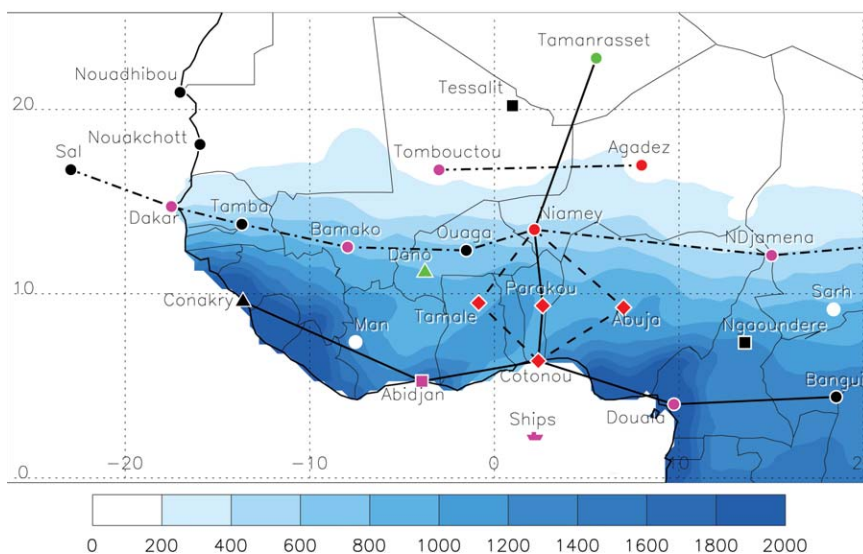 Tamanrasset
Nouadhibou
Tessalit
20
Nouakchott
Sal
Tombouctou
Agadez
Dakar
Tamba
Bamako
Ouaga
Niamey
NDjamena
Dano
10
Conakry
Man
Tamale
Parakou
Abuja
Sarh
Ngaoundere
Abidjan
Cotonou
Douala
Bangui
Ships
0
-20 -10 0 10 20
0 200 400 600 800 1000 1200 1400 1600 1800 2000